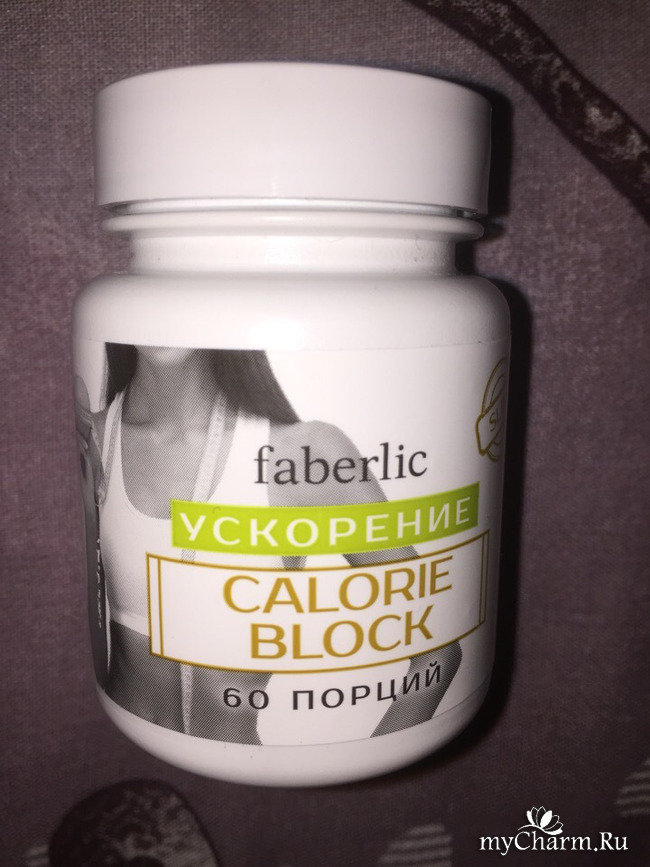 faberlic
УСКОРЕНИЕ
CALORIE
BLOCK
60 ПОРЦИЙ
myCharm.Ru